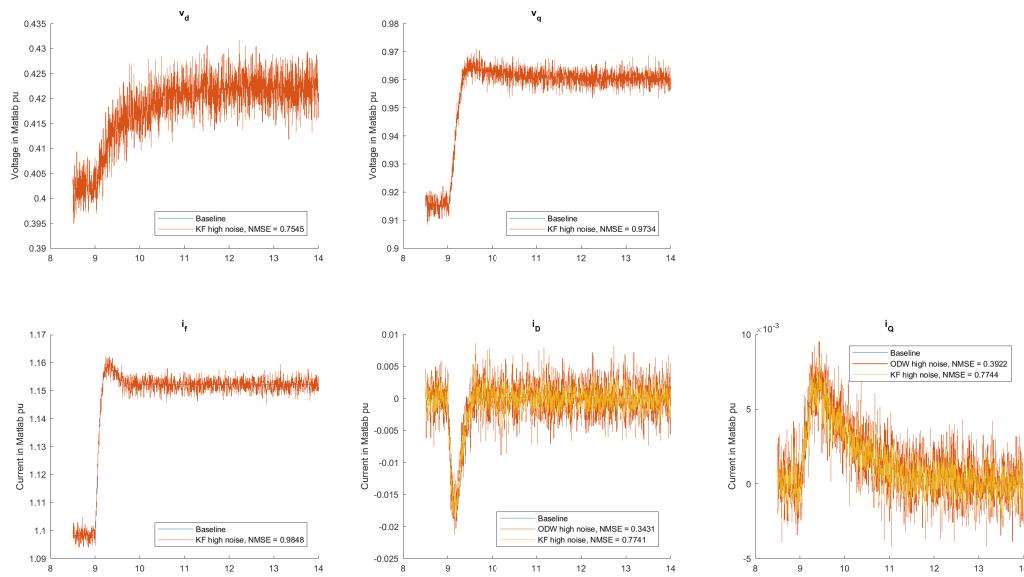 v_d
0.435
0.43
0.425
0.42
0.415
0.41
0.405
0.4
0.395
0.39
Voltage in Matlab pu
Baseline
KF high noise, NMSE = 0.7545
8 9 10 11 12 13 14
v_q
0.98
0.97
0.96
0.95
0.94
0.93
0.92
0.91
0.9
Voltage in Matlab pu
Baseline
KF high noise, NMSE = 0.9734
8 9 10 11 12 13 14
i_f
1.17
1.16
1.15
1.14
1.13
1.12
1.11
1.1
1.09
Current in Matlab pu
Baseline
KF high noise, NMSE = 0.9848
8 9 10 11 12 13 14
i_D
0.01
0.005
0
-0.005
-0.01
-0.015
-0.02
-0.025
Current in Matlab pu
Baseline
ODW high noise, NMSE = 0.3431
KF high noise, NMSE = 0.7741
8 9 10 11 12 13 14
i_Q
×10^-3
10
5
0
-5
Current in Matlab pu
Baseline
ODW high noise, NMSE = 0.3922
KF high noise, NMSE = 0.7744
8 9 10 11 12 13 14